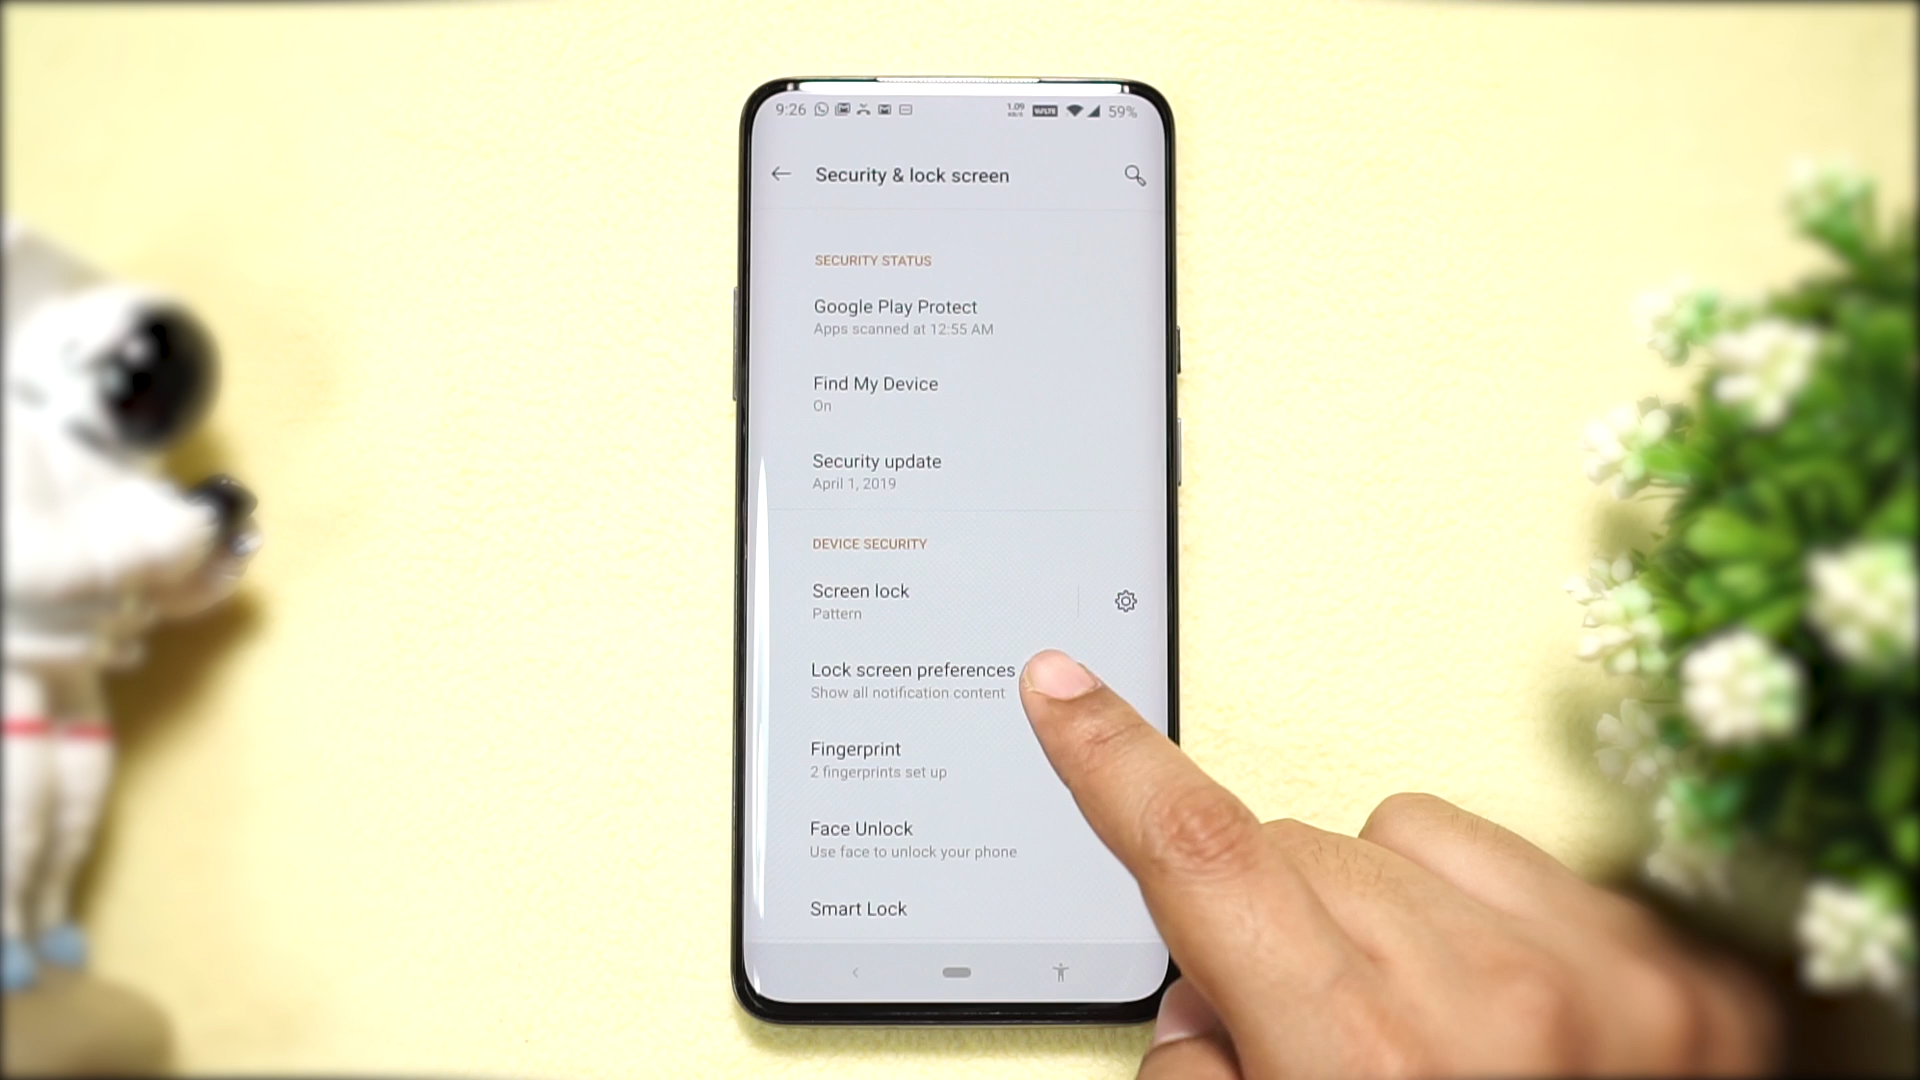 9:26 1.09 59%
Security & lock screen
SECURITY STATUS
Google Play Protect
Apps scanned at 12:55 AM
Find My Device
On
Security update
April 1, 2019
DEVICE SECURITY
Screen lock
Pattern
Lock screen preferences
Show all notification content
Fingerprint
2 fingerprints set up
Face Unlock
Use face to unlock your phone
Smart Lock